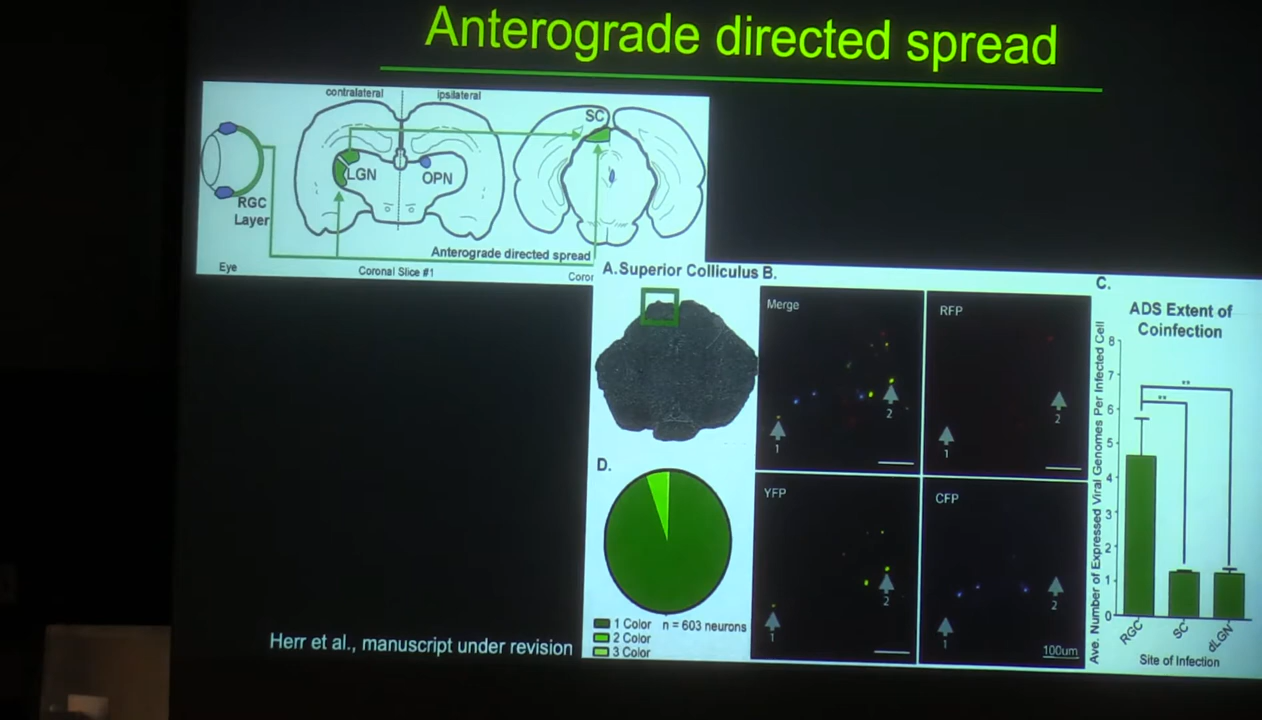 Anterograde directed spread
contralateral
ipsilateral
SC
LGN
OPN
RGC
Layer
Anterograde directed spread
Eye
Coronal Slice #1
Coror
A. Superior Colliculus B.
C.
Merge
RFP
1
2
1
2
YFP
CFP
1
2
1
2
100um
ADS Extent of
Coinfection
Ave. Number of Expressed Viral Genomes Per Infected Cell
8
7
6
5
4
3
2
1
0
**
**
RGC
SC
dLGN
Site of Infection
D.
1 Color n = 603 neurons
2 Color
3 Color
Herr et al., manuscript under revision